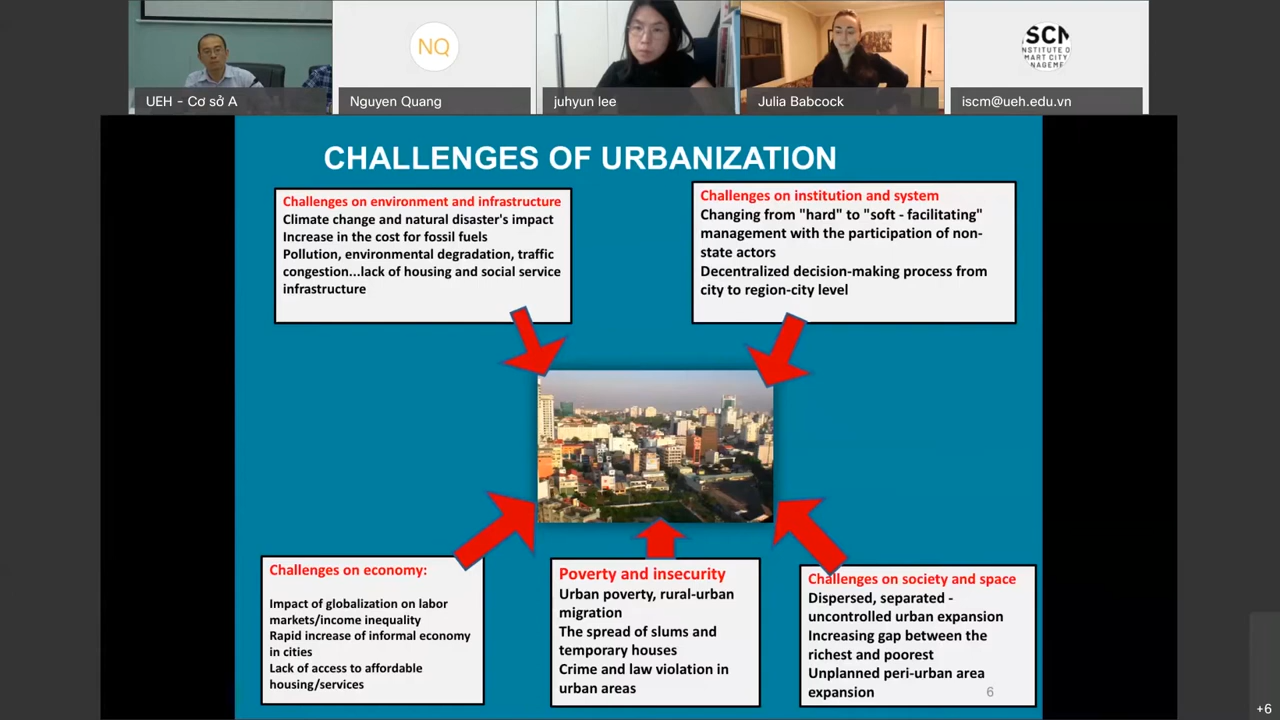 NQ
SCM
INSTITUTE OF
SMART CITY
MANAGEMENT
UEH - Cơ sở A
Nguyen Quang
juhyun lee
Julia Babcock
iscm@ueh.edu.vn
CHALLENGES OF URBANIZATION
Challenges on environment and infrastructure
Climate change and natural disaster's impact
Increase in the cost for fossil fuels
Pollution, environmental degradation, traffic
congestion...lack of housing and social service
infrastructure
Challenges on institution and system
Changing from "hard" to "soft - facilitating"
management with the participation of non-
state actors
Decentralized decision-making process from
city to region-city level
Challenges on economy:
Impact of globalization on labor
markets/income inequality
Rapid increase of informal economy
in cities
Lack of access to affordable
housing/services
Poverty and insecurity
Urban poverty, rural-urban
migration
The spread of slums and
temporary houses
Crime and law violation in
urban areas
Challenges on society and space
Dispersed, separated -
uncontrolled urban expansion
Increasing gap between the
richest and poorest
Unplanned peri-urban area
expansion
6
+6